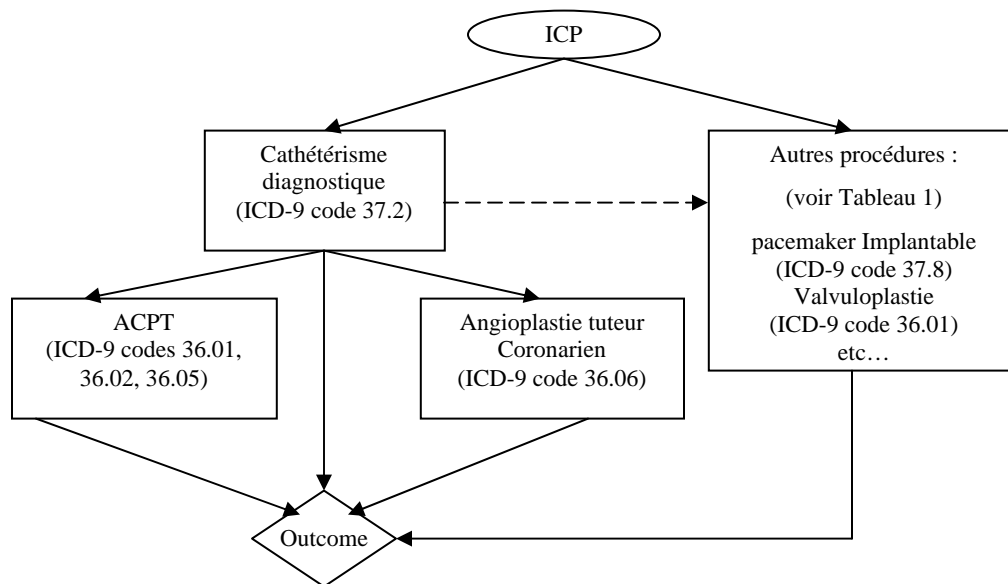 ICP
Cathétérisme
diagnostique
(ICD-9 code 37.2)
Autres procédures :
(voir Tableau 1)
pacemaker Implantable
(ICD-9 code 37.8)
Valvuloplastie
(ICD-9 code 36.01)
etc…
ACPT
(ICD-9 codes 36.01,
36.02, 36.05)
Angioplastie tuteur
Coronarien
(ICD-9 code 36.06)
Outcome